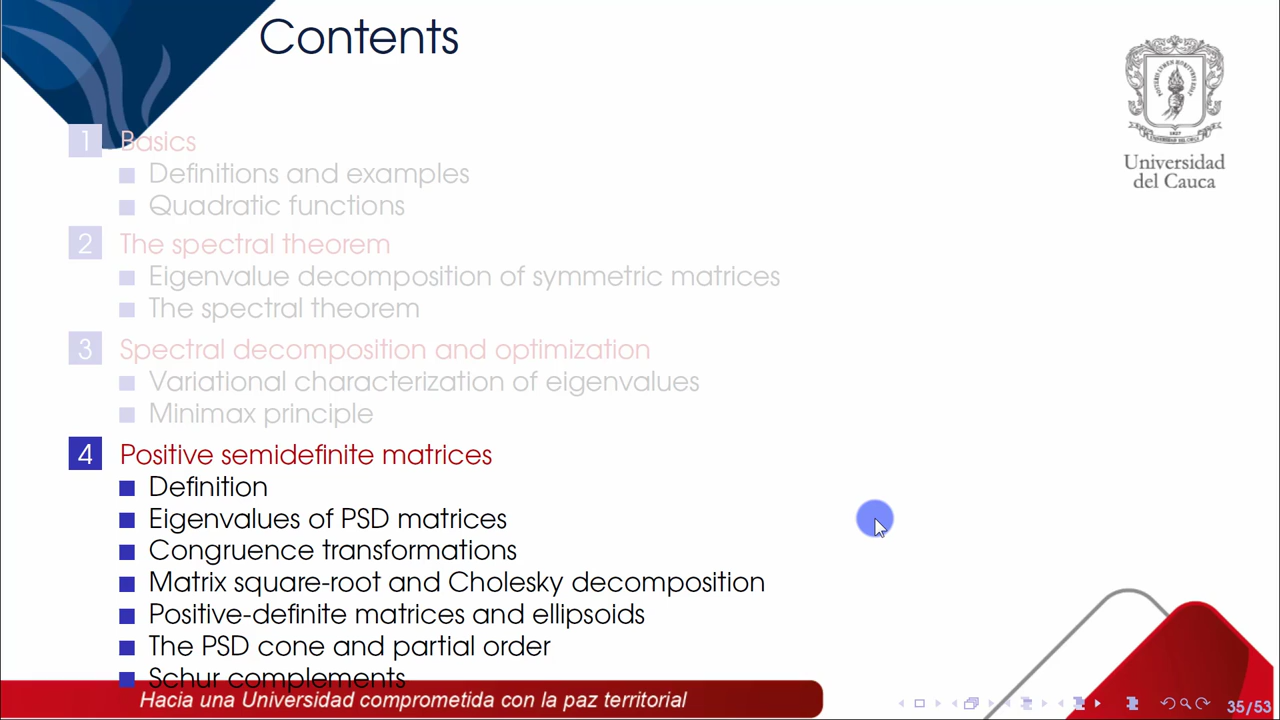 Contents
1 Basics
Definitions and examples
Quadratic functions
2 The spectral theorem
Eigenvalue decomposition of symmetric matrices
The spectral theorem
3 Spectral decomposition and optimization
Variational characterization of eigenvalues
Minimax principle
4 Positive semidefinite matrices
Definition
Eigenvalues of PSD matrices
Congruence transformations
Matrix square-root and Cholesky decomposition
Positive-definite matrices and ellipsoids
The PSD cone and partial order
Schur complements
Universidad
del Cauca
Hacia una Universidad comprometida con la paz territorial
35/53